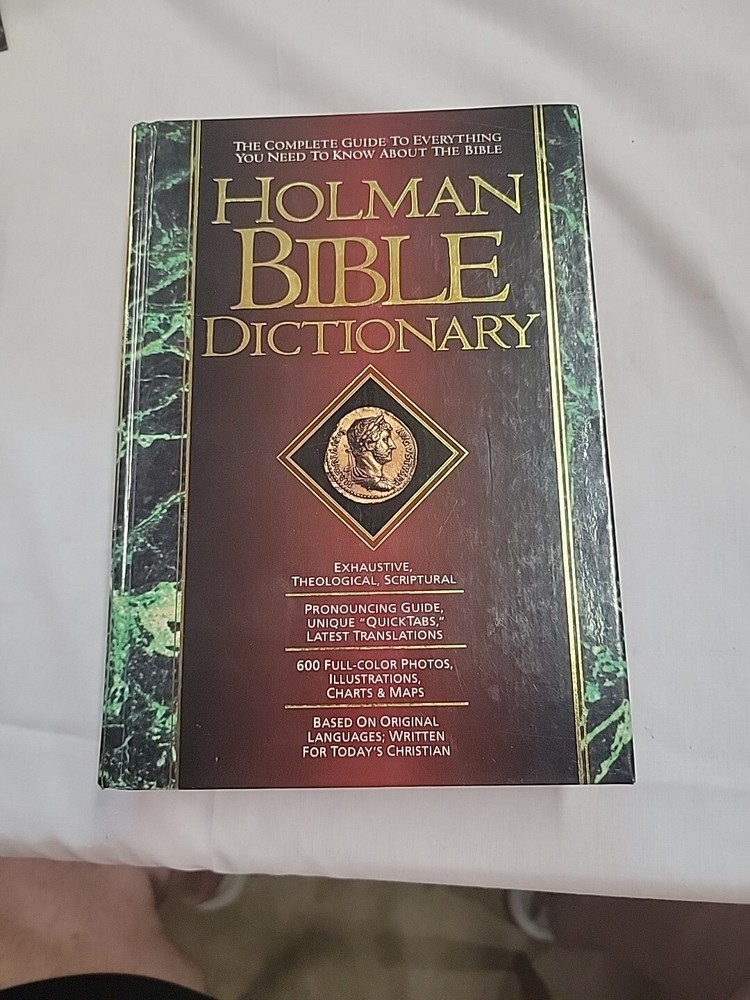 THE COMPLETE GUIDE TO EVERYTHING
YOU NEED TO KNOW ABOUT THE BIBLE
HOLMAN
BIBLE
DICTIONARY
EXHAUSTIVE,
THEOLOGICAL, SCRIPTURAL
PRONOUNCING GUIDE,
UNIQUE "QUICKTABS,"
LATEST TRANSLATIONS
600 FULL-COLOR PHOTOS,
ILLUSTRATIONS,
CHARTS & MAPS
BASED ON ORIGINAL
LANGUAGES; WRITTEN
FOR TODAY'S CHRISTIAN